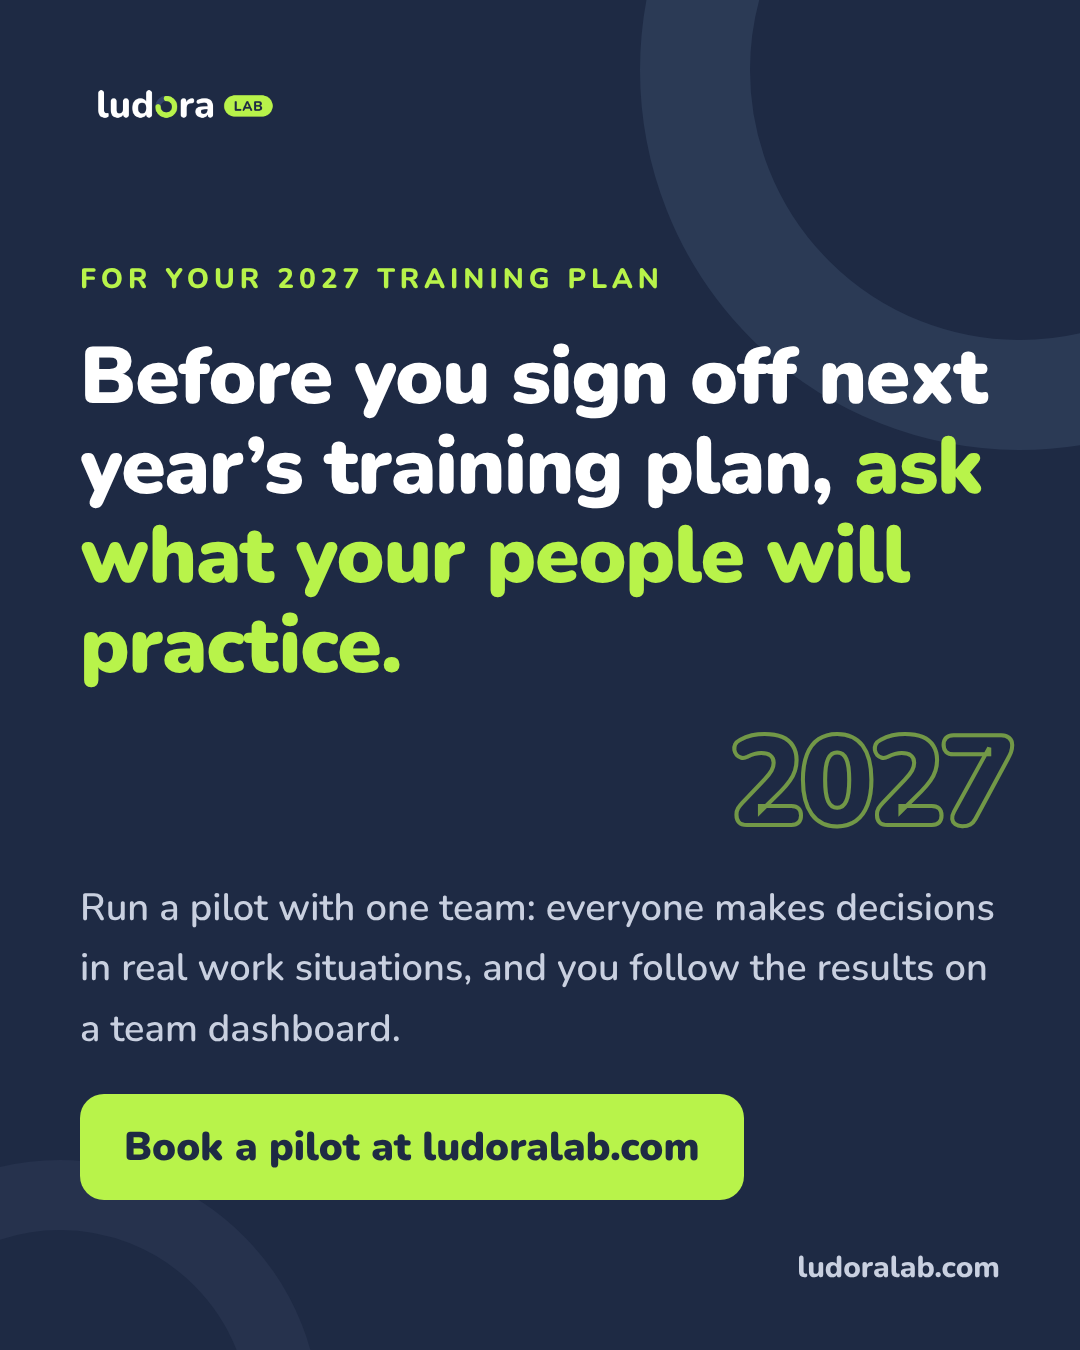 ludora LAB
FOR YOUR 2027 TRAINING PLAN
Before you sign off next
year’s training plan, ask
what your people will
practice.
2027
Run a pilot with one team: everyone makes decisions
in real work situations, and you follow the results on
a team dashboard.
Book a pilot at ludoralab.com
ludoralab.com